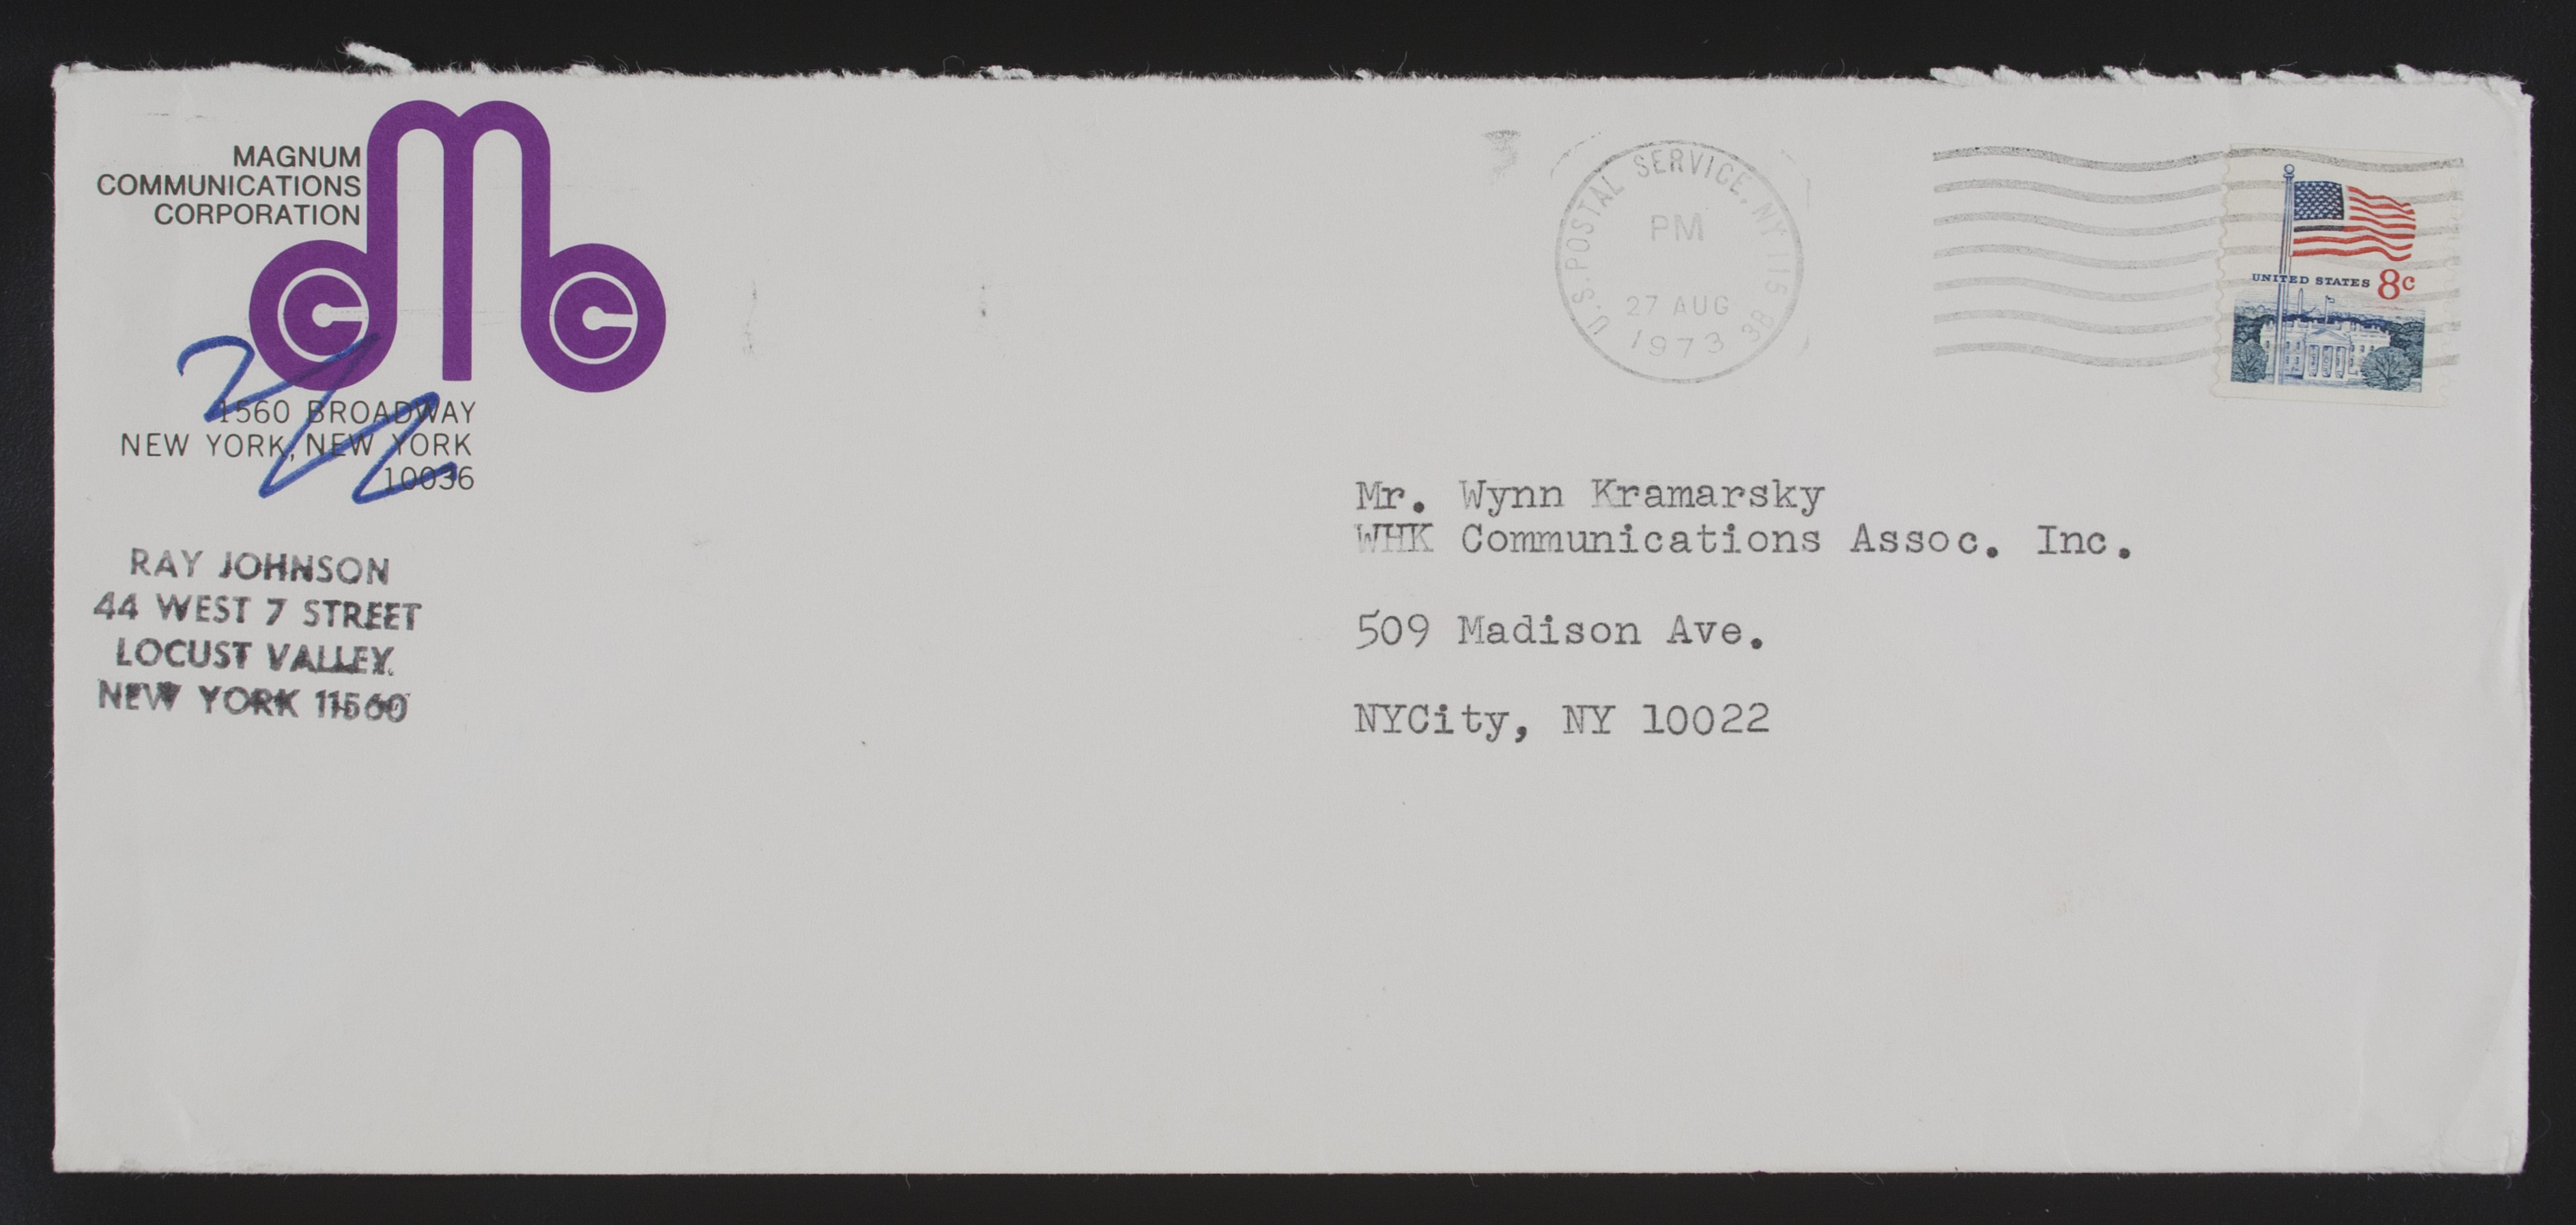 MAGNUM
COMMUNICATIONS
CORPORATION
cmc
1560 BROADWAY
NEW YORK, NEW YORK
10036
RAY JOHNSON
44 WEST 7 STREET
LOCUST VALLEY
NEW YORK 11560
U.S. POSTAL SERVICE, NY 115 3B
PM
27 AUG
1973
UNITED STATES 8c
Mr. Wynn Kramarsky
WHK Communications Assoc. Inc.
509 Madison Ave.
NYCity, NY 10022